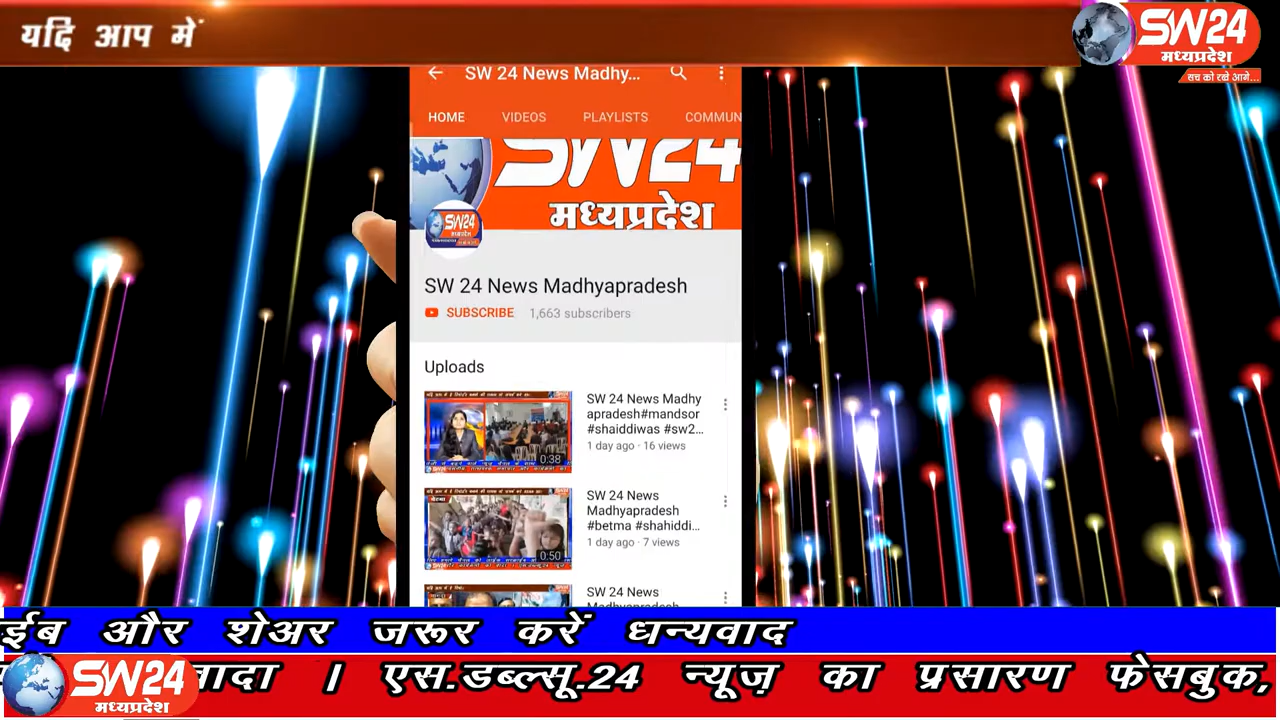 यदि आप में
SW24
मध्यप्रदेश
सच को रखे आगे...
SW 24 News Madhy...
HOME VIDEOS PLAYLISTS COMMUN
SW24
मध्यप्रदेश
SW24
SW 24 News Madhyapradesh
SUBSCRIBE 1,663 subscribers
Uploads
SW 24 News Madhy
apradesh#mandsor
#shaiddiwas #sw2...
1 day ago · 16 views
0:38
SW 24 News
Madhyapradesh
#betma #shahiddi...
1 day ago · 7 views
0:50
SW 24 News
Madhyapradesh
ईब और शेअर जरूर करें धन्यवाद
वादा । एस.डब्ल्सू.24 न्यूज़ का प्रसारण फेसबुक,
SW24
मध्यप्रदेश